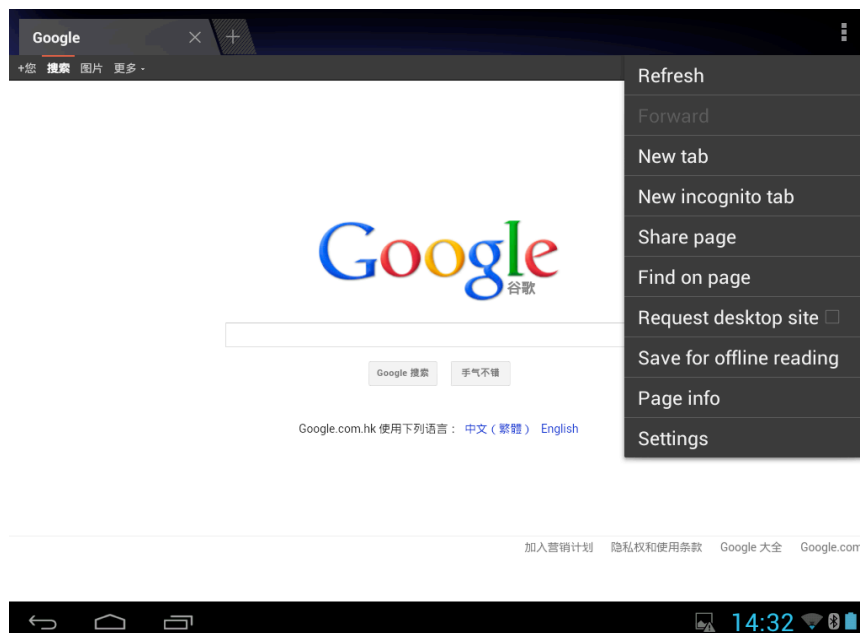 Google
+您 搜索 图片 更多
Refresh
Forward
New tab
New incognito tab
Share page
Find on page
Request desktop site
Save for offline reading
Page info
Settings
Google
谷歌
Google 搜索 手气不错
Google.com.hk 使用下列语言： 中文（繁體） English
加入营销计划 隐私权和使用条款 Google 大全 Google.com
14:32